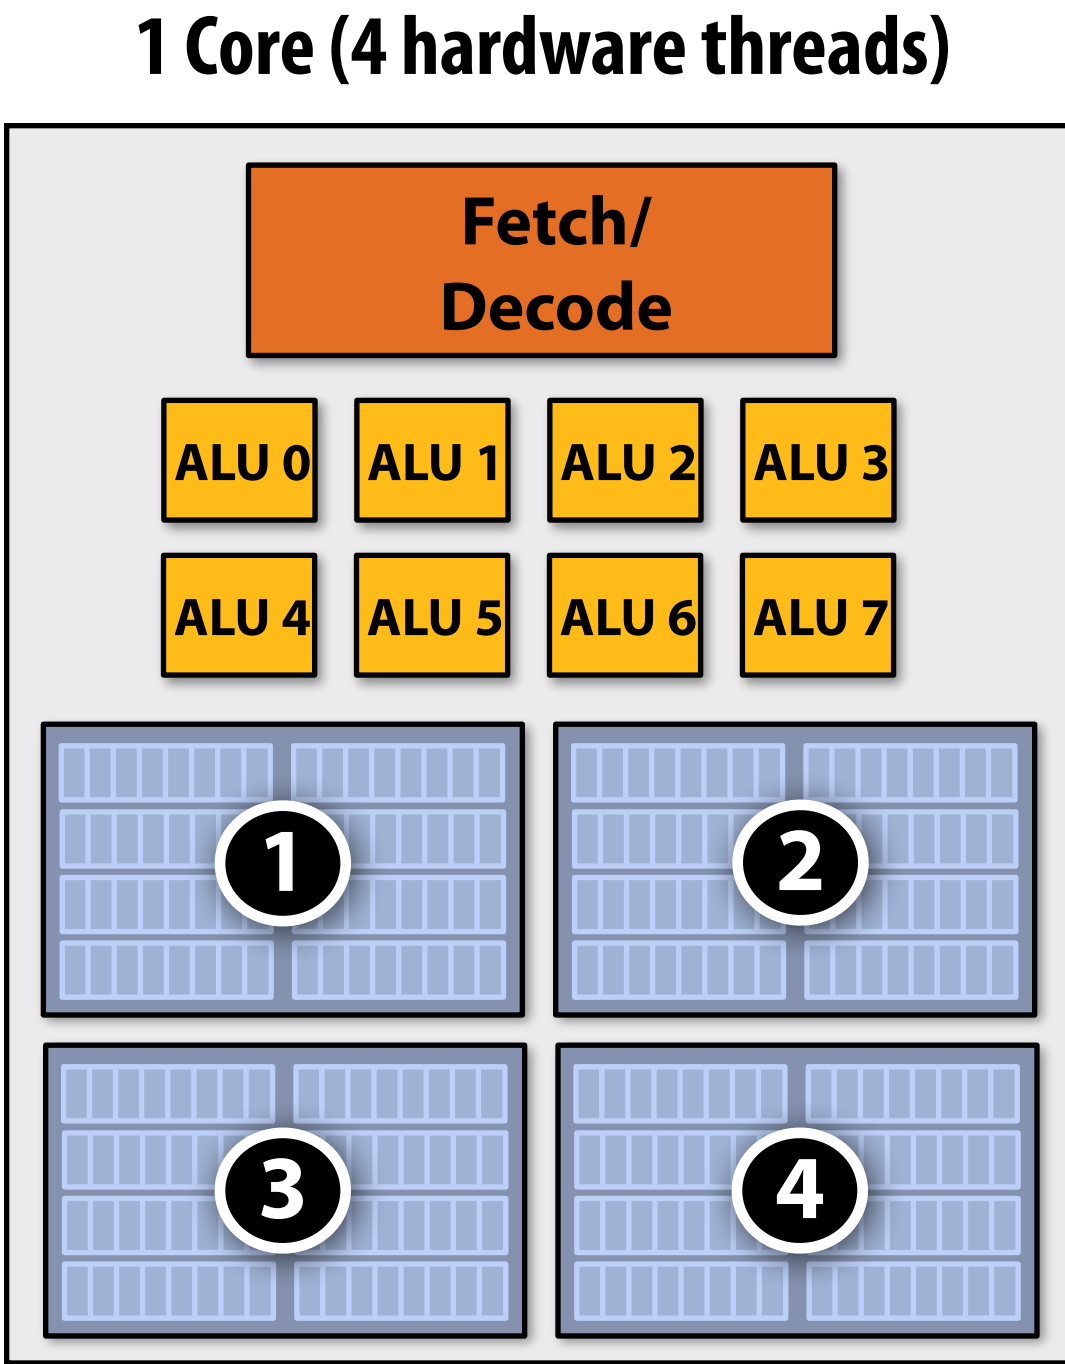 1 Core (4 hardware threads)
Fetch/
Decode
ALU 0 ALU 1 ALU 2 ALU 3
ALU 4 ALU 5 ALU 6 ALU 7
1 2
3 4